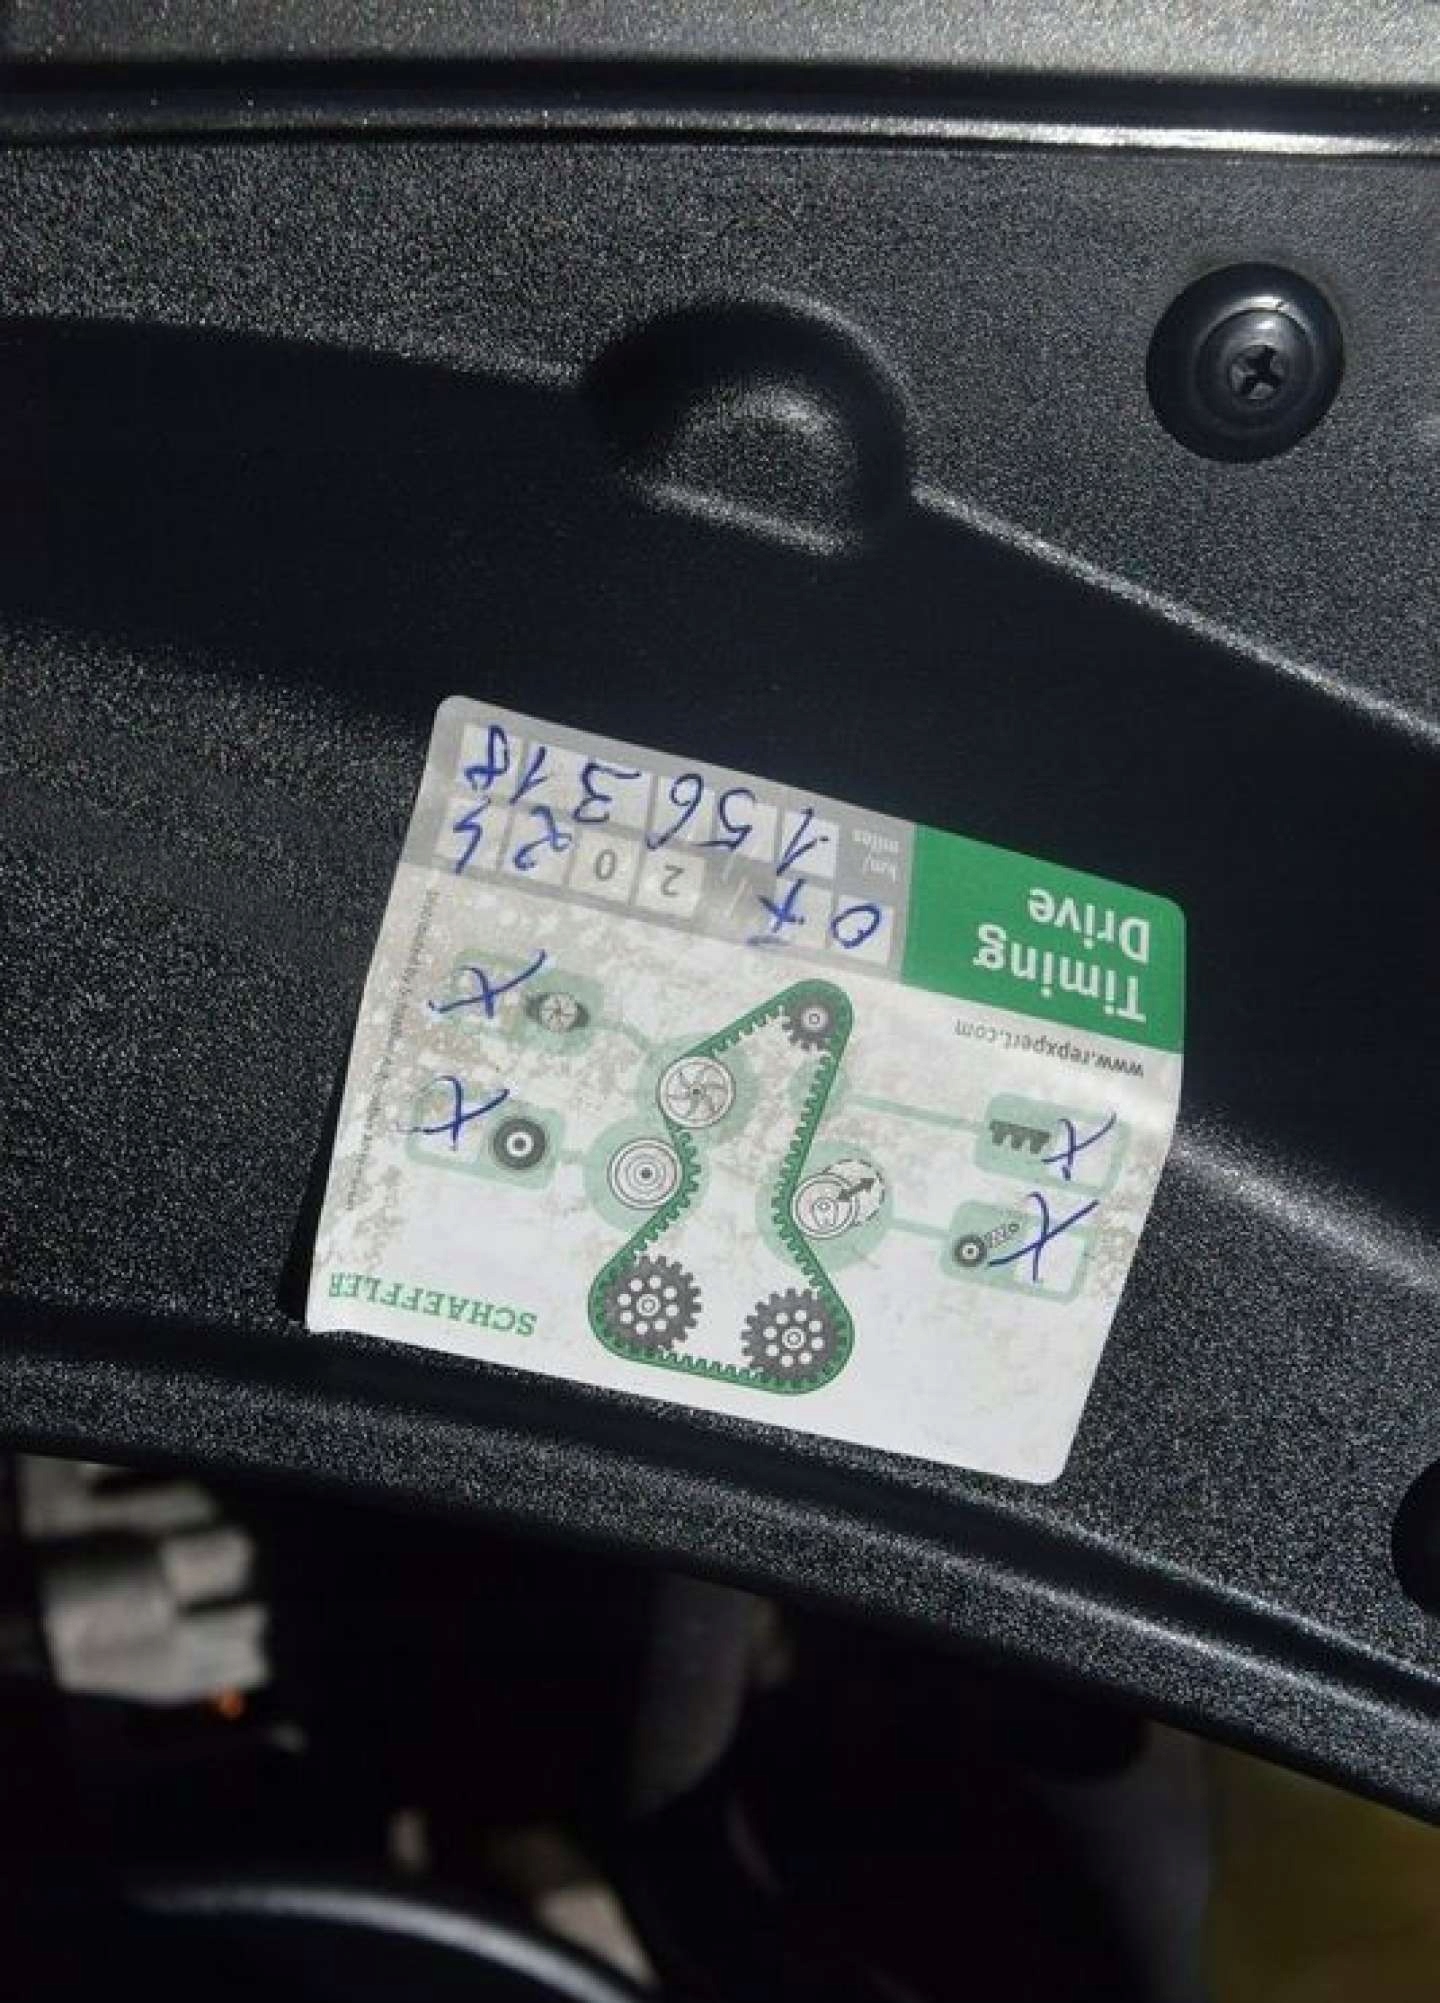 SCHAEFFLER
X
X
X
X
www.repxpert.com
Timing
Drive
07 / 2024
km/
miles
156318